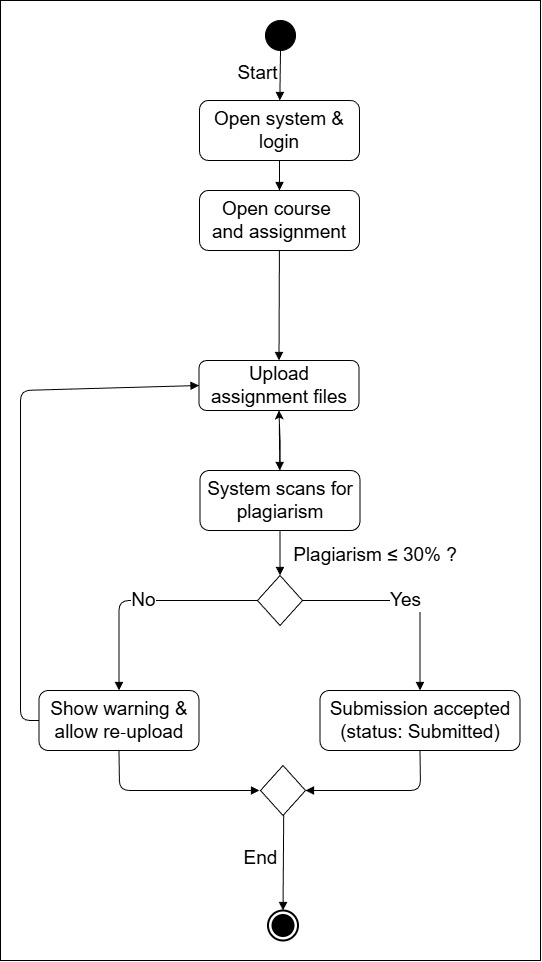 Start
Open system &
login
Open course
and assignment
Upload
assignment files
System scans for
plagiarism
Plagiarism ≤ 30% ?
No
Yes
Show warning &
allow re-upload
Submission accepted
(status: Submitted)
End